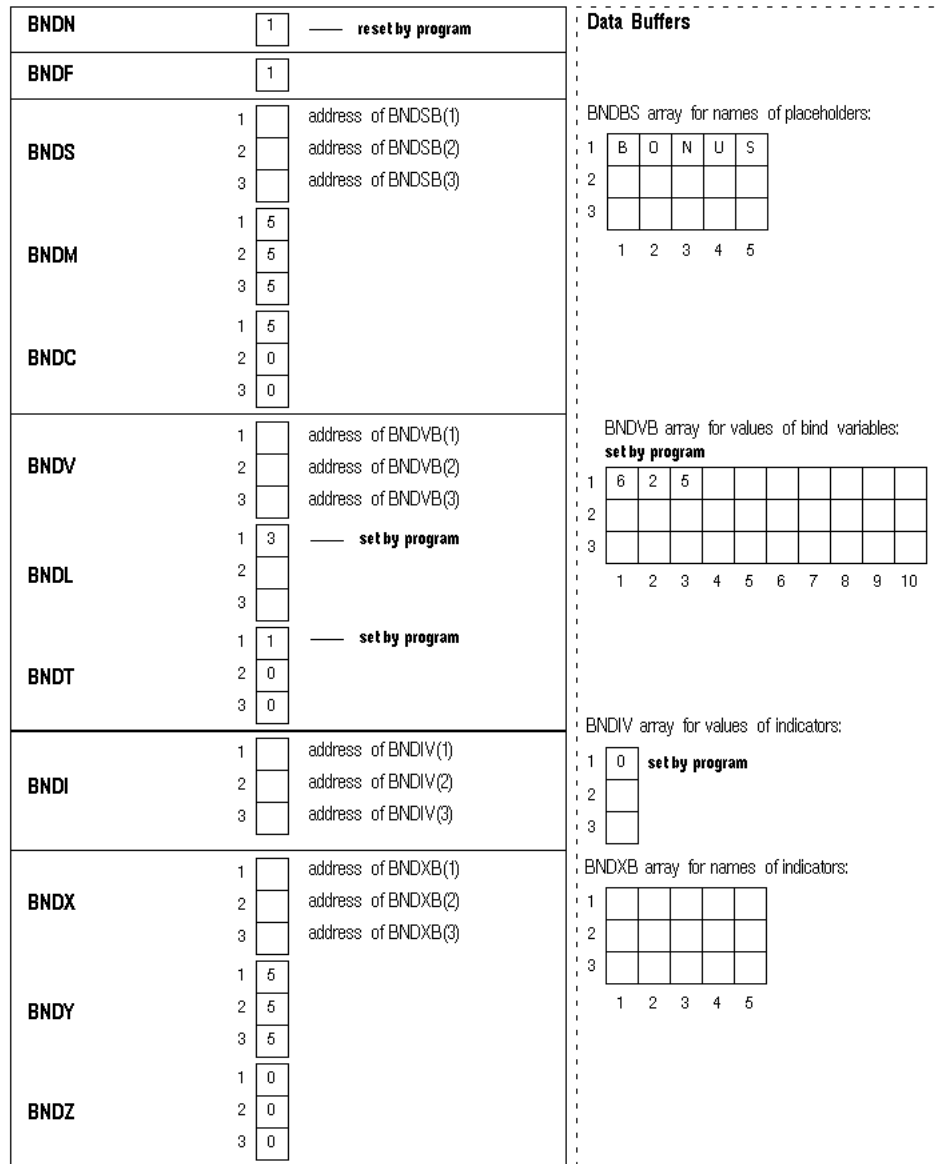 BNDN 1 reset by program
BNDF 1
BNDS
1 address of BNDSB(1)
2 address of BNDSB(2)
3 address of BNDSB(3)
BNDM
1 5
2 5
3 5
BNDC
1 5
2 0
3 0
BNDV
1 address of BNDVB(1)
2 address of BNDVB(2)
3 address of BNDVB(3)
BNDL
1 3 set by program
2
3
BNDT
1 1 set by program
2 0
3 0
BNDI
1 address of BNDIV(1)
2 address of BNDIV(2)
3 address of BNDIV(3)
BNDX
1 address of BNDXB(1)
2 address of BNDXB(2)
3 address of BNDXB(3)
BNDY
1 5
2 5
3 5
BNDZ
1 0
2 0
3 0
Data Buffers
BNDBS array for names of placeholders:
1 B O N U S
2
3
1 2 3 4 5
BNDVB array for values of bind variables:
set by program
1 6 2 5
2
3
1 2 3 4 5 6 7 8 9 10
BNDIV array for values of indicators:
1 0 set by program
2
3
BNDXB array for names of indicators:
1
2
3
1 2 3 4 5